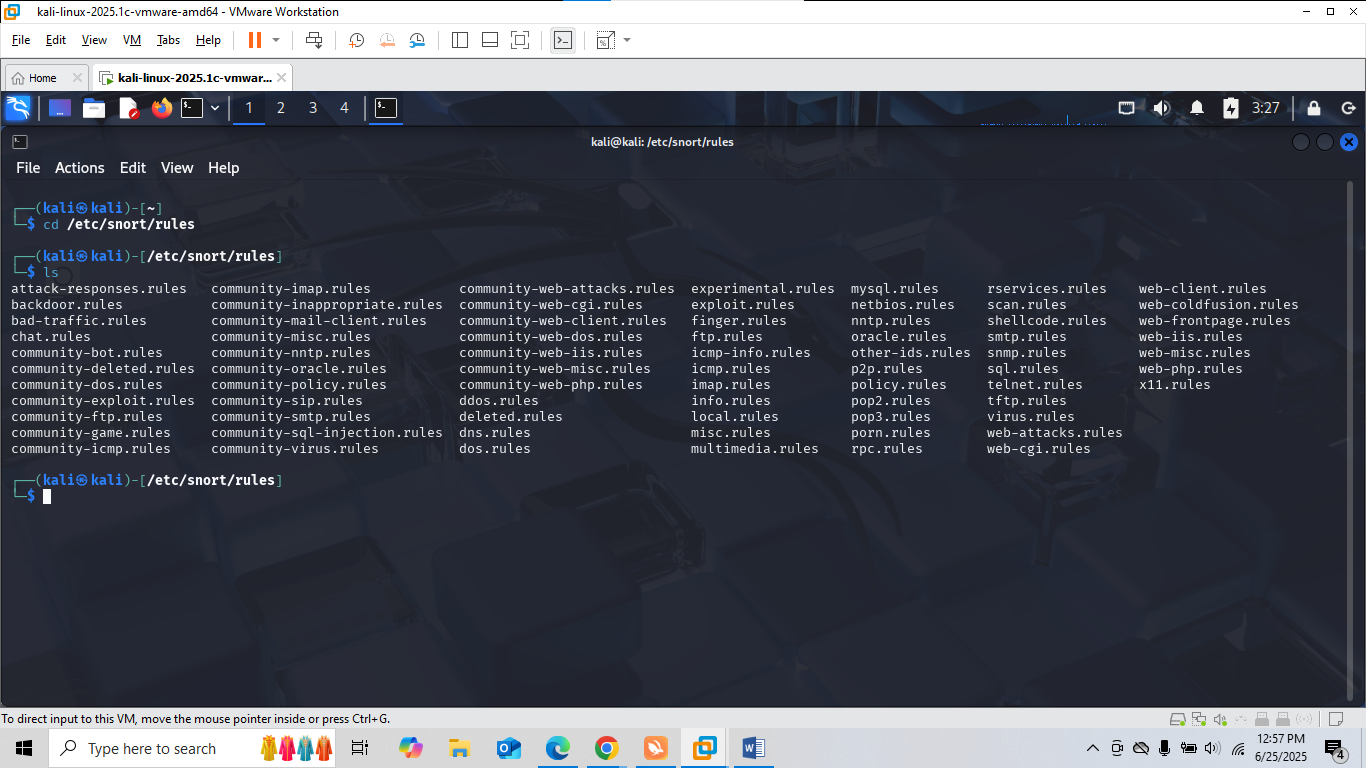 kali-linux-2025.1c-vmware-amd64 - VMware Workstation
File Edit View VM Tabs Help
Home kali-linux-2025.1c-vmwar...
1 2 3 4 3:27
kali@kali: /etc/snort/rules
File Actions Edit View Help
┌──(kali㉿kali)-[~]
└─$ cd /etc/snort/rules
┌──(kali㉿kali)-[/etc/snort/rules]
└─$ ls
attack-responses.rules community-imap.rules community-web-attacks.rules experimental.rules mysql.rules rservices.rules web-client.rules
backdoor.rules community-inappropriate.rules community-web-cgi.rules exploit.rules netbios.rules scan.rules web-coldfusion.rules
bad-traffic.rules community-mail-client.rules community-web-client.rules finger.rules nntp.rules shellcode.rules web-frontpage.rules
chat.rules community-misc.rules community-web-dos.rules ftp.rules oracle.rules smtp.rules web-iis.rules
community-bot.rules community-nntp.rules community-web-iis.rules icmp-info.rules other-ids.rules snmp.rules web-misc.rules
community-deleted.rules community-oracle.rules community-web-misc.rules icmp.rules p2p.rules sql.rules web-php.rules
community-dos.rules community-policy.rules community-web-php.rules imap.rules policy.rules telnet.rules x11.rules
community-exploit.rules community-sip.rules ddos.rules info.rules pop2.rules tftp.rules
community-ftp.rules community-smtp.rules deleted.rules local.rules pop3.rules virus.rules
community-game.rules community-sql-injection.rules dns.rules misc.rules porn.rules web-attacks.rules
community-icmp.rules community-virus.rules dos.rules multimedia.rules rpc.rules web-cgi.rules
┌──(kali㉿kali)-[/etc/snort/rules]
└─$
To direct input to this VM, move the mouse pointer inside or press Ctrl+G.
Type here to search
12:57 PM
6/25/2025
4